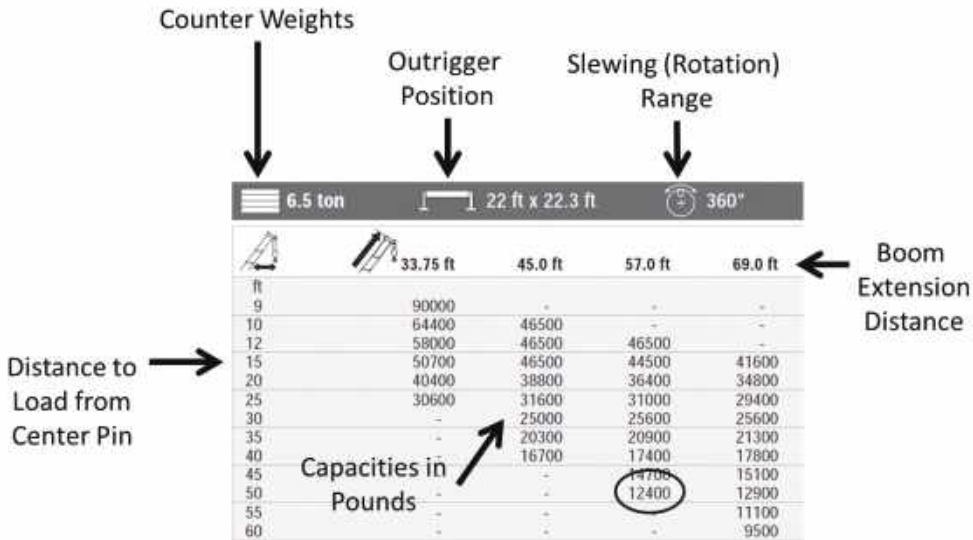 Counter Weights
Outrigger
Position
Slewing (Rotation)
Range
6.5 ton 22 ft x 22.3 ft 360°
33.75 ft 45.0 ft 57.0 ft 69.0 ft
Boom
Extension
Distance
ft
9 90000 - - -
10 64400 46500 - -
12 58000 46500 46500 -
15 50700 46500 44500 41600
20 40400 38800 36400 34800
25 30600 31600 31000 29400
30 - 25000 25600 25600
35 - 20300 20900 21300
40 - 16700 17400 17800
45 - - 14700 15100
50 - - 12400 12900
55 - - - 11100
60 - - - 9500
Distance to
Load from
Center Pin
Capacities in
Pounds